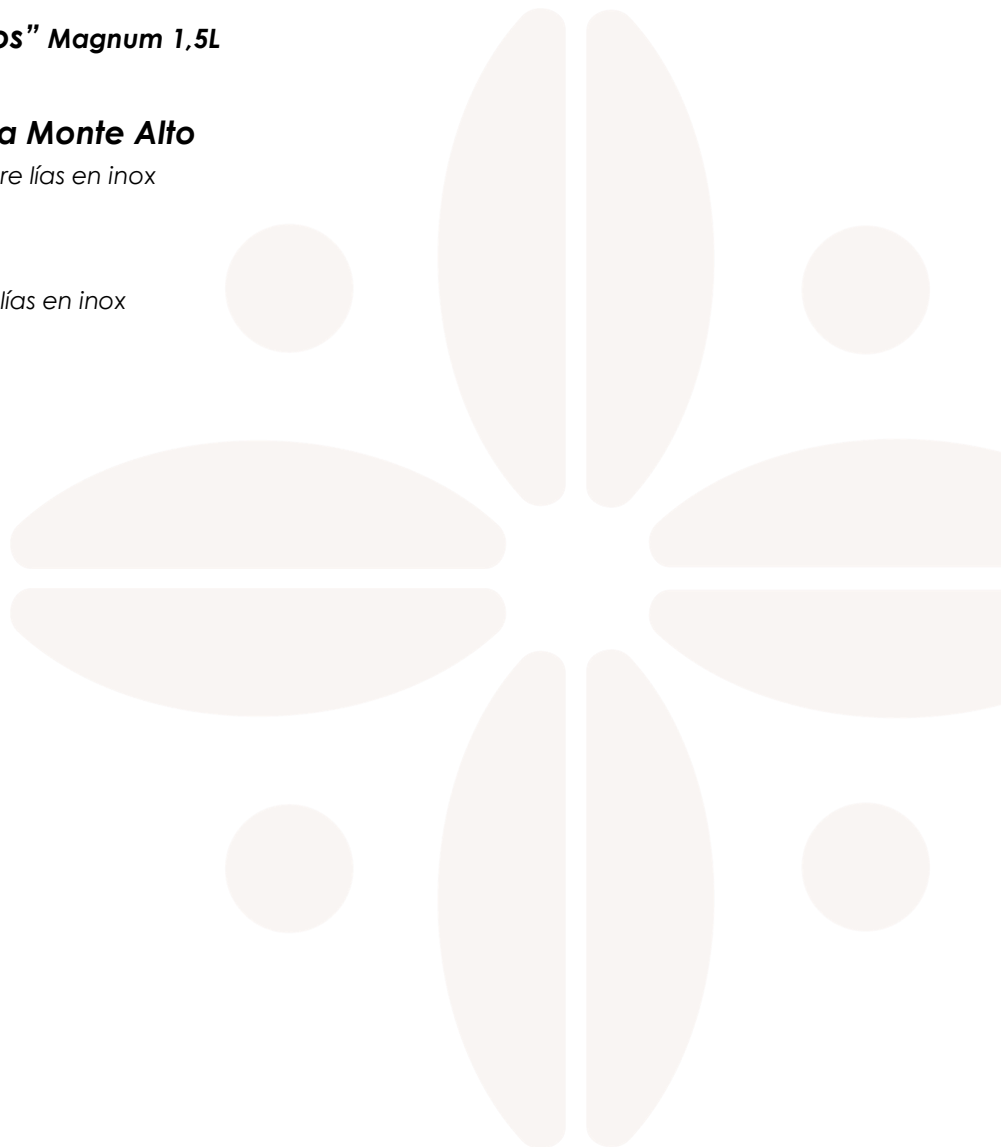 os” Magnum 1,5L
a Monte Alto
re lías en inox
lías en inox